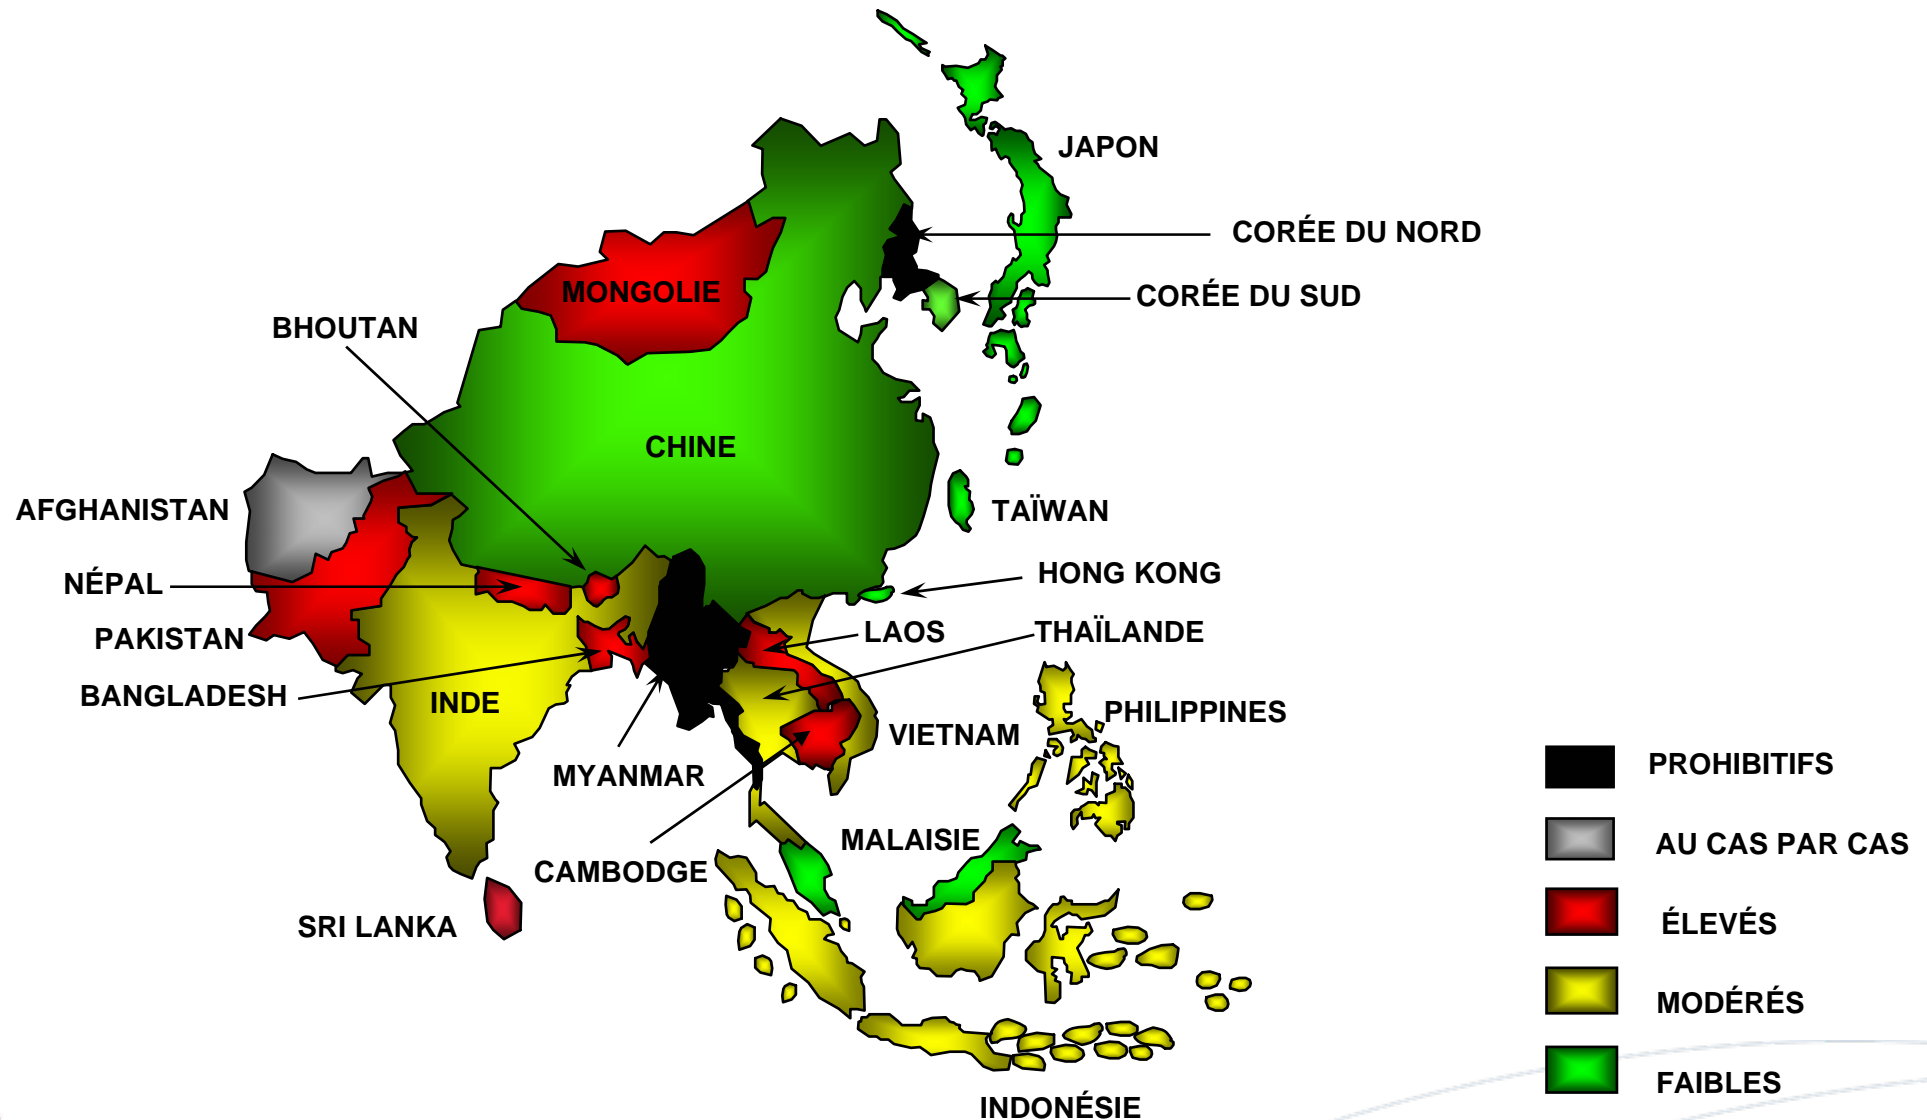 JAPON
CORÉE DU NORD
MONGOLIE
CORÉE DU SUD
BHOUTAN
CHINE
AFGHANISTAN
TAÏWAN
HONG KONG
NÉPAL
LAOS
THAÏLANDE
PAKISTAN
BANGLADESH
INDE
PHILIPPINES
VIETNAM
MYANMAR
PROHIBITIFS
MALAISIE
AU CAS PAR CAS
CAMBODGE
SRI LANKA
ÉLEVÉS
MODÉRÉS
FAIBLES
INDONÉSIE